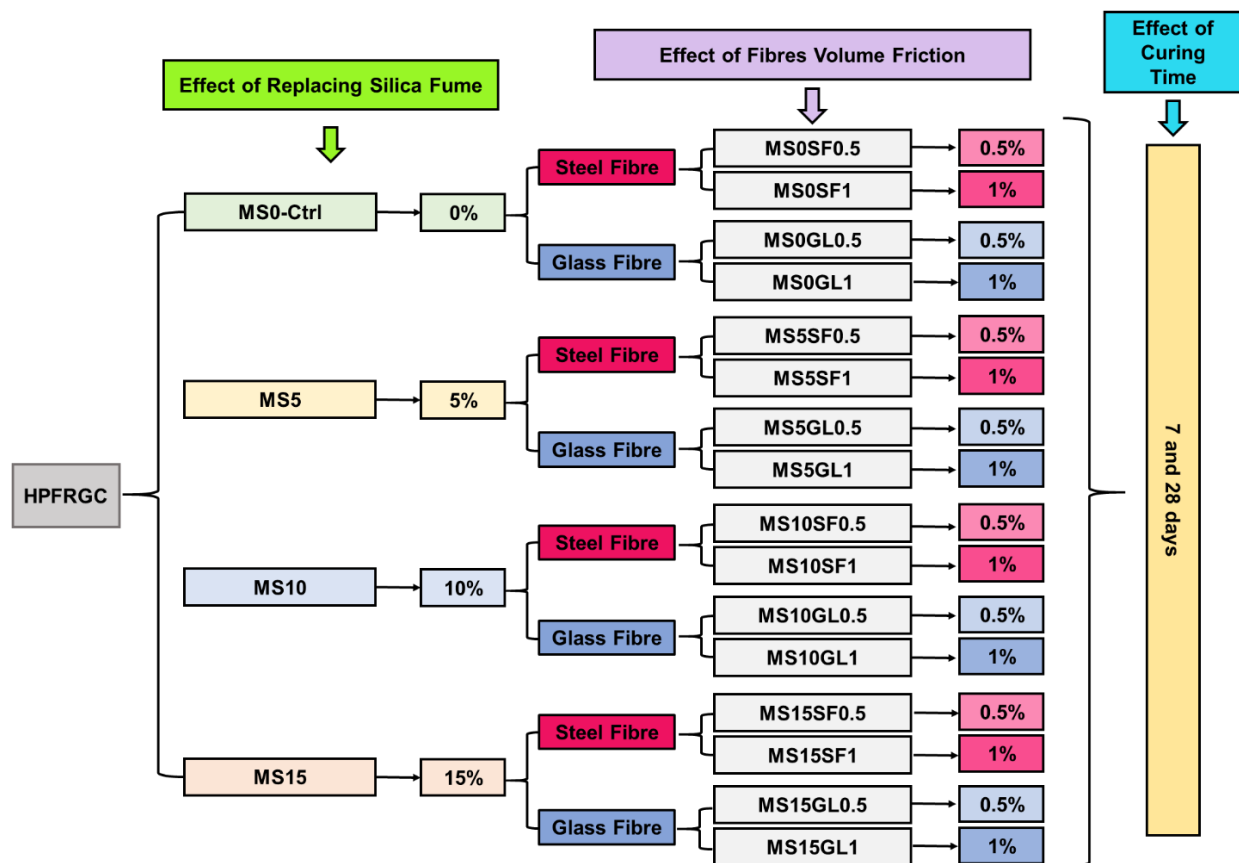 Effect of Replacing Silica Fume
Effect of Fibres Volume Friction
Effect of
Curing
Time
HPFRGC
MS0-Ctrl
0%
Steel Fibre
MS0SF0.5
0.5%
MS0SF1
1%
Glass Fibre
MS0GL0.5
0.5%
MS0GL1
1%
MS5
5%
Steel Fibre
MS5SF0.5
0.5%
MS5SF1
1%
Glass Fibre
MS5GL0.5
0.5%
MS5GL1
1%
MS10
10%
Steel Fibre
MS10SF0.5
0.5%
MS10SF1
1%
Glass Fibre
MS10GL0.5
0.5%
MS10GL1
1%
MS15
15%
Steel Fibre
MS15SF0.5
0.5%
MS15SF1
1%
Glass Fibre
MS15GL0.5
0.5%
MS15GL1
1%
7 and 28 days